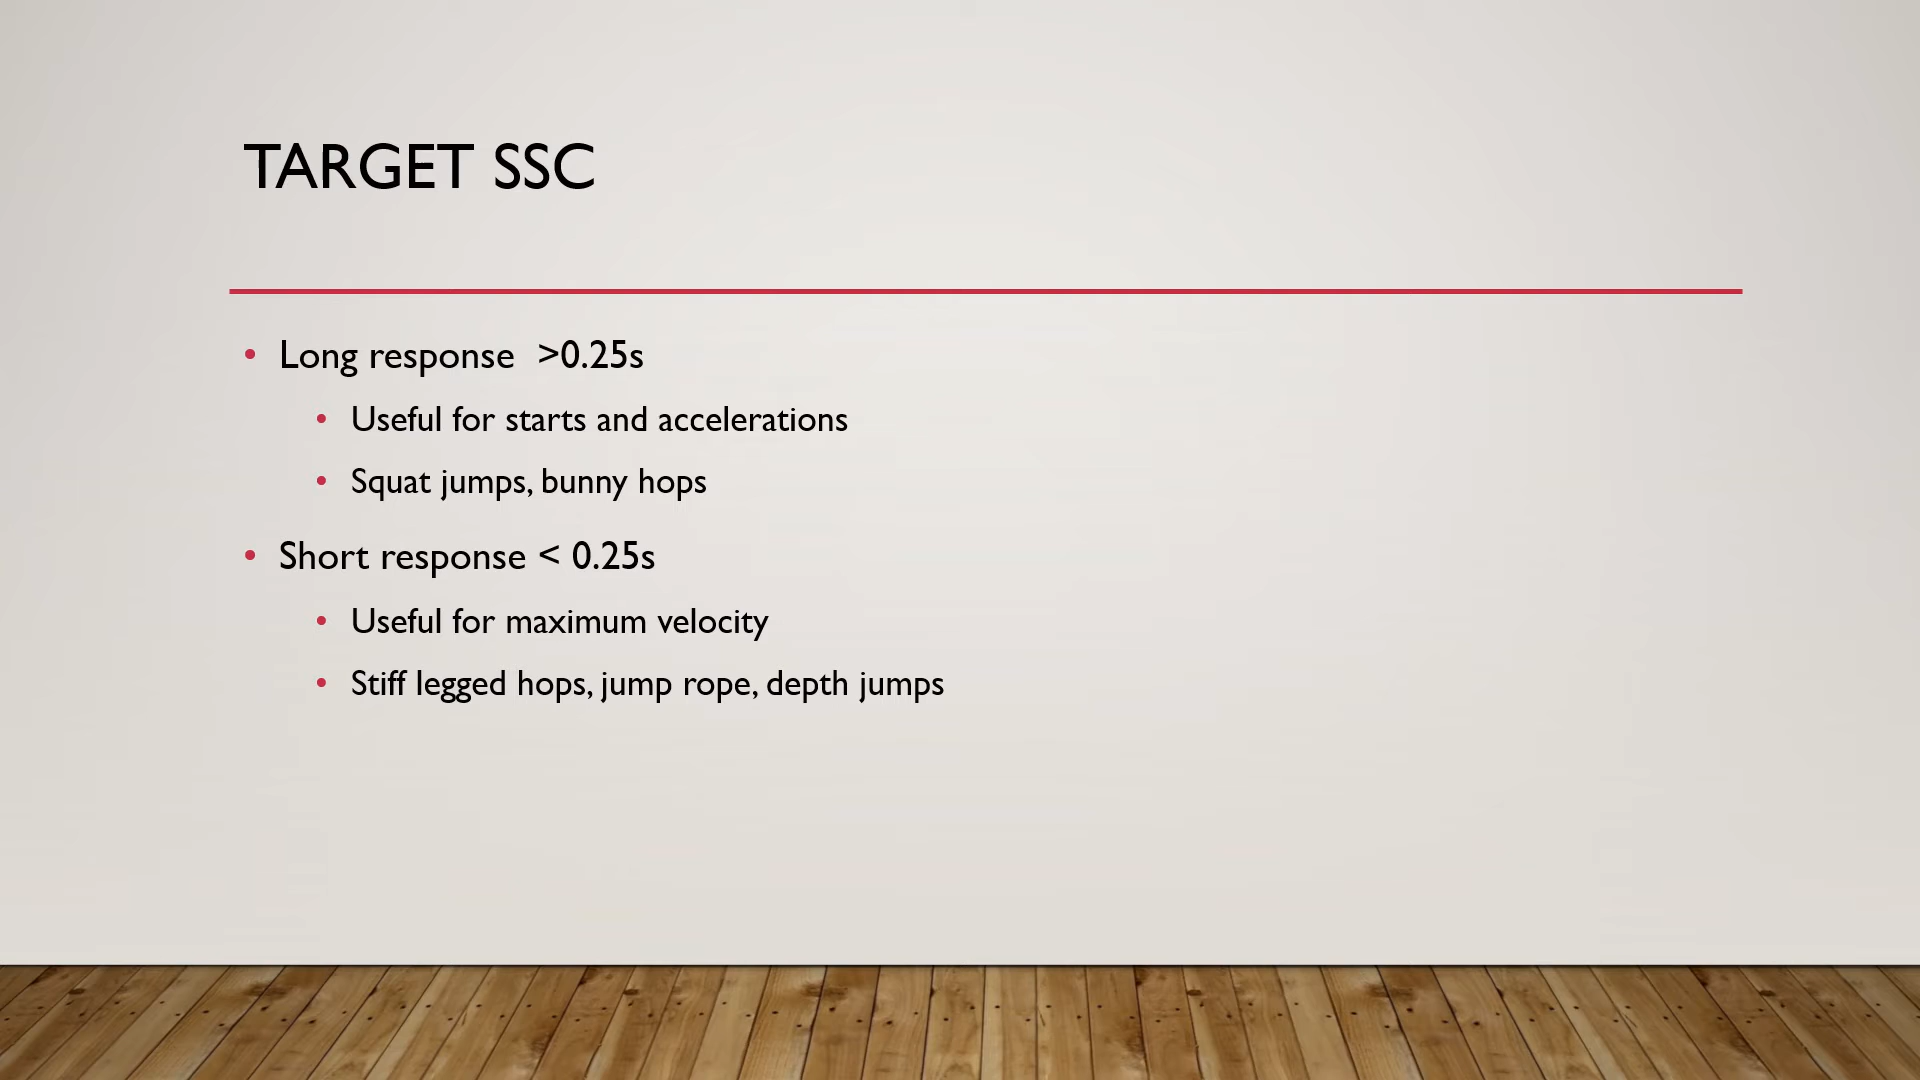 TARGET SSC
• Long response >0.25s
• Useful for starts and accelerations
• Squat jumps, bunny hops
• Short response < 0.25s
• Useful for maximum velocity
• Stiff legged hops, jump rope, depth jumps